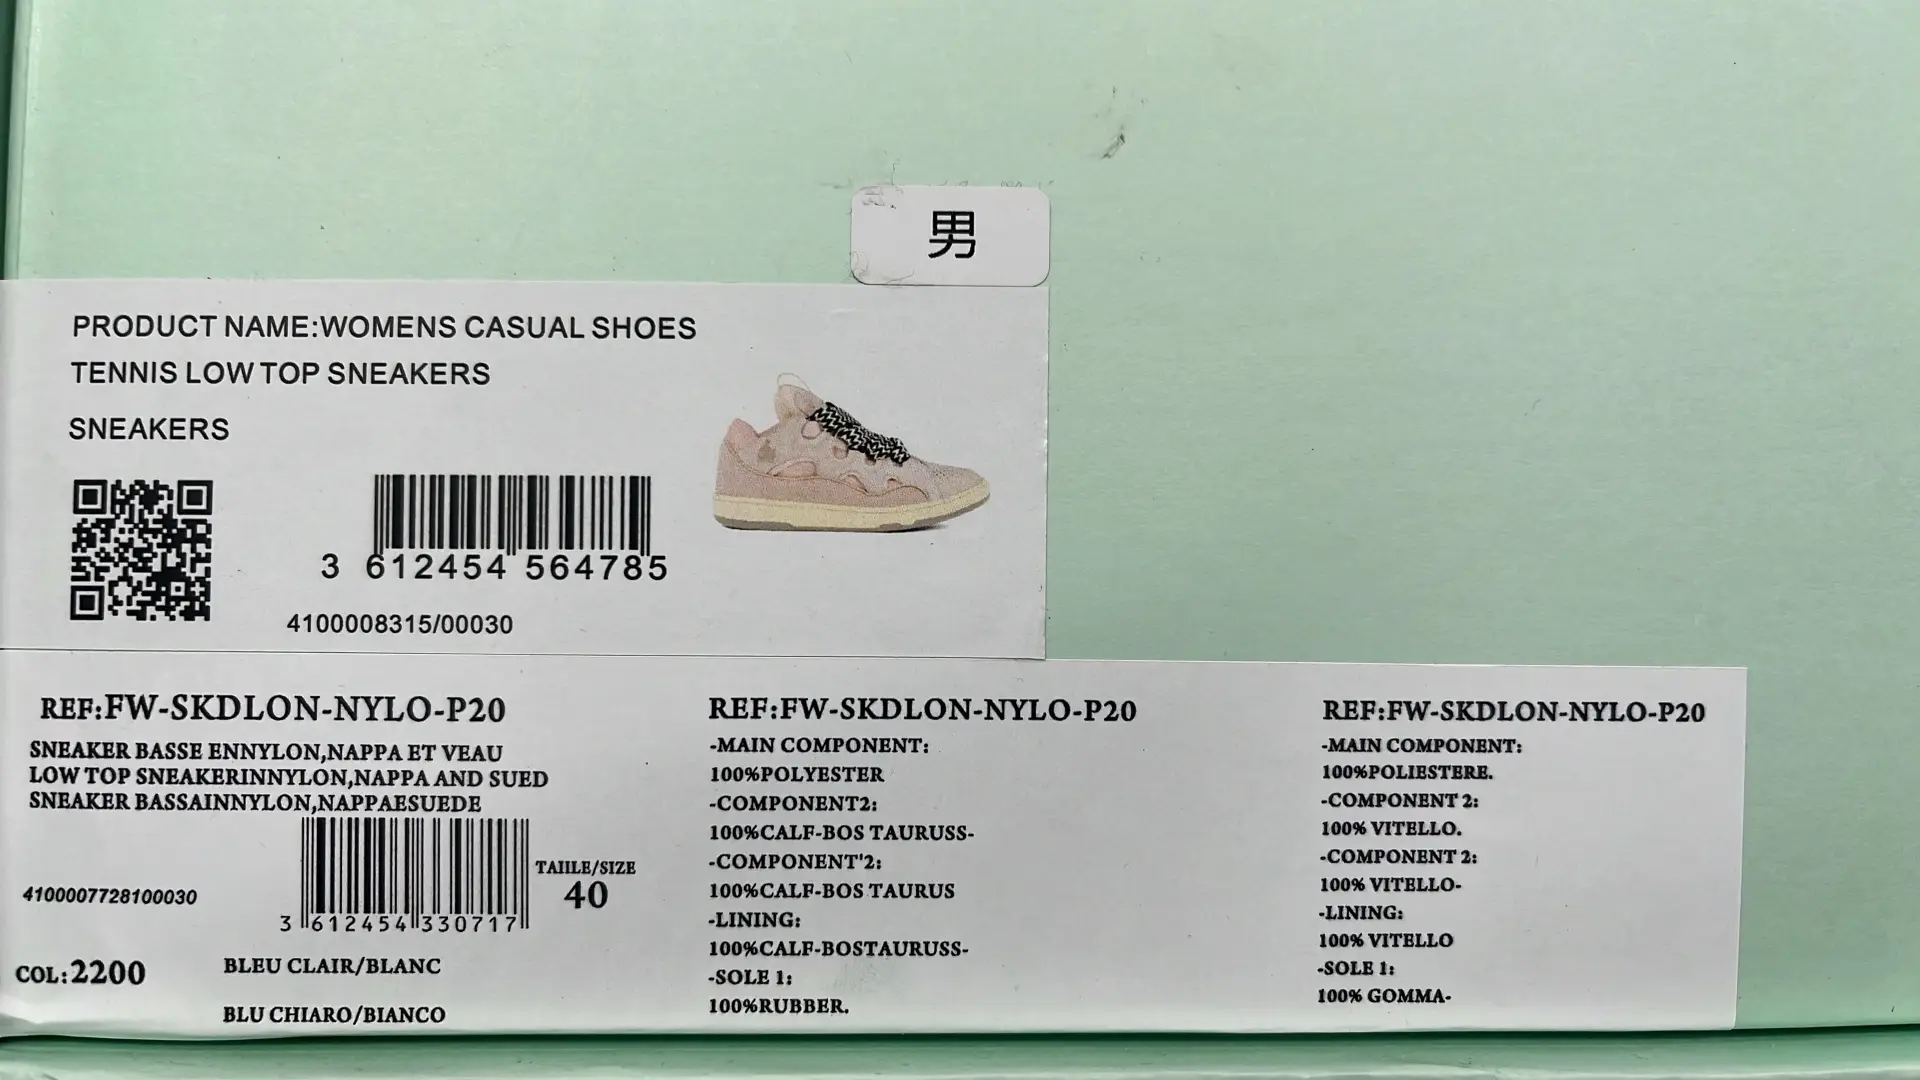 男
PRODUCT NAME:WOMENS CASUAL SHOES
TENNIS LOW TOP SNEAKERS
SNEAKERS
3 612454 564785
4100008315/00030
REF:FW-SKDLON-NYLO-P20
SNEAKER BASSE ENNYLON,NAPPA ET VEAU
LOW TOP SNEAKERINNYLON,NAPPA AND SUED
SNEAKER BASSAINNYLON,NAPPAESUEDE
4100007728100030
3 612454 330717
TAILLE/SIZE
40
COL:2200
BLEU CLAIR/BLANC
BLU CHIARO/BIANCO
REF:FW-SKDLON-NYLO-P20
-MAIN COMPONENT:
100%POLYESTER
-COMPONENT2:
100%CALF-BOS TAURUSS-
-COMPONENT'2:
100%CALF-BOS TAURUS
-LINING:
100%CALF-BOSTAURUSS-
-SOLE 1:
100%RUBBER.
REF:FW-SKDLON-NYLO-P20
-MAIN COMPONENT:
100%POLIESTERE.
-COMPONENT 2:
100% VITELLO.
-COMPONENT 2:
100% VITELLO-
-LINING:
100% VITELLO
-SOLE 1:
100% GOMMA-